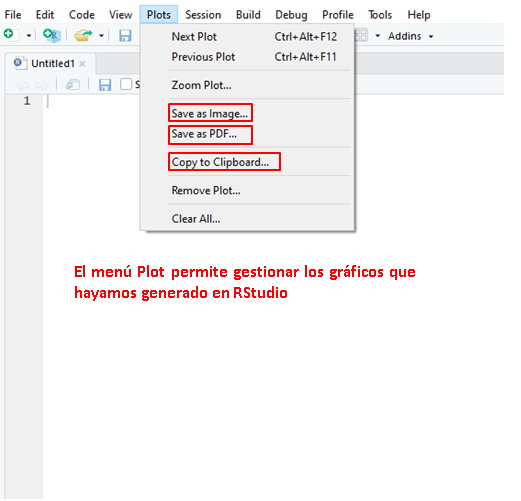 File Edit Code View Plots Session Build Debug Profile Tools Help
Addins
Untitled1
1
Next Plot Ctrl+Alt+F12
Previous Plot Ctrl+Alt+F11
Zoom Plot...
Save as Image...
Save as PDF...
Copy to Clipboard...
Remove Plot...
Clear All...
El menú Plot permite gestionar los gráficos que
hayamos generado en RStudio